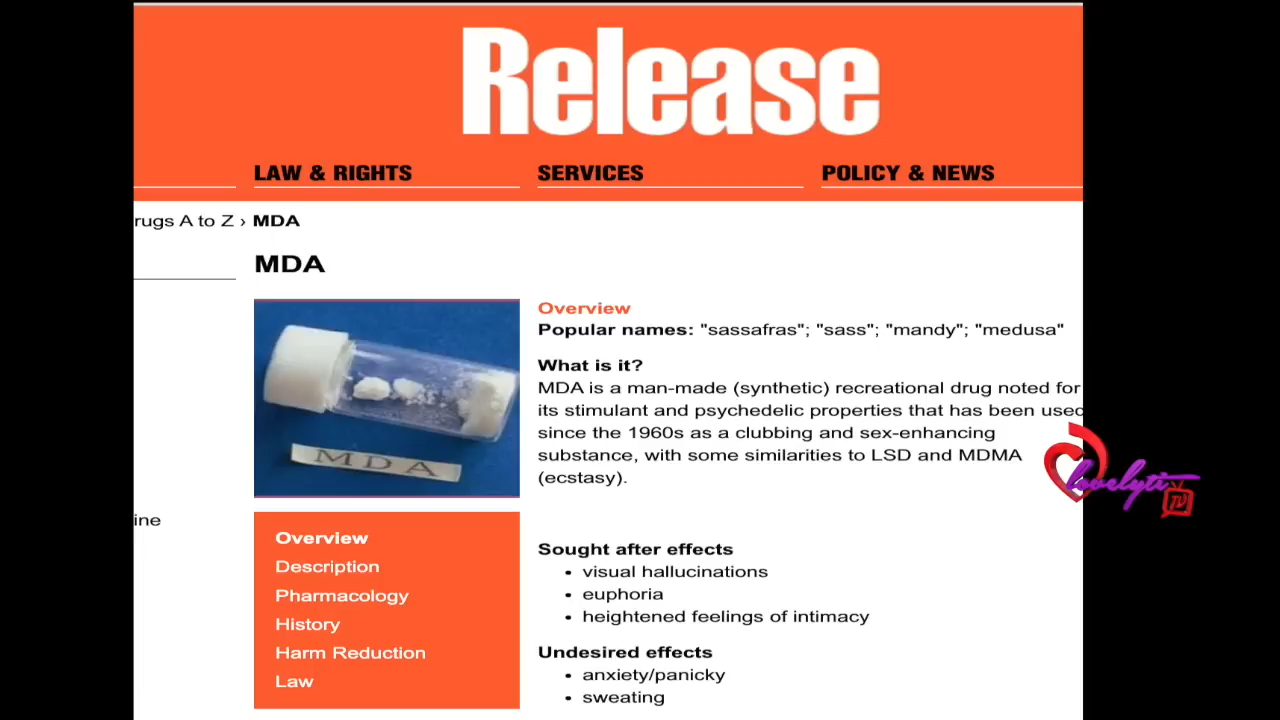 Release
LAW & RIGHTS
SERVICES
POLICY & NEWS
rugs A to Z › MDA
MDA
Overview
Popular names: "sassafras"; "sass"; "mandy"; "medusa"
What is it?
MDA is a man-made (synthetic) recreational drug noted for
its stimulant and psychedelic properties that has been used
since the 1960s as a clubbing and sex-enhancing
substance, with some similarities to LSD and MDMA
(ecstasy).
MDA
lovelyti
TV
ine
Overview
Description
Pharmacology
History
Harm Reduction
Law
Sought after effects
• visual hallucinations
• euphoria
• heightened feelings of intimacy
Undesired effects
• anxiety/panicky
• sweating